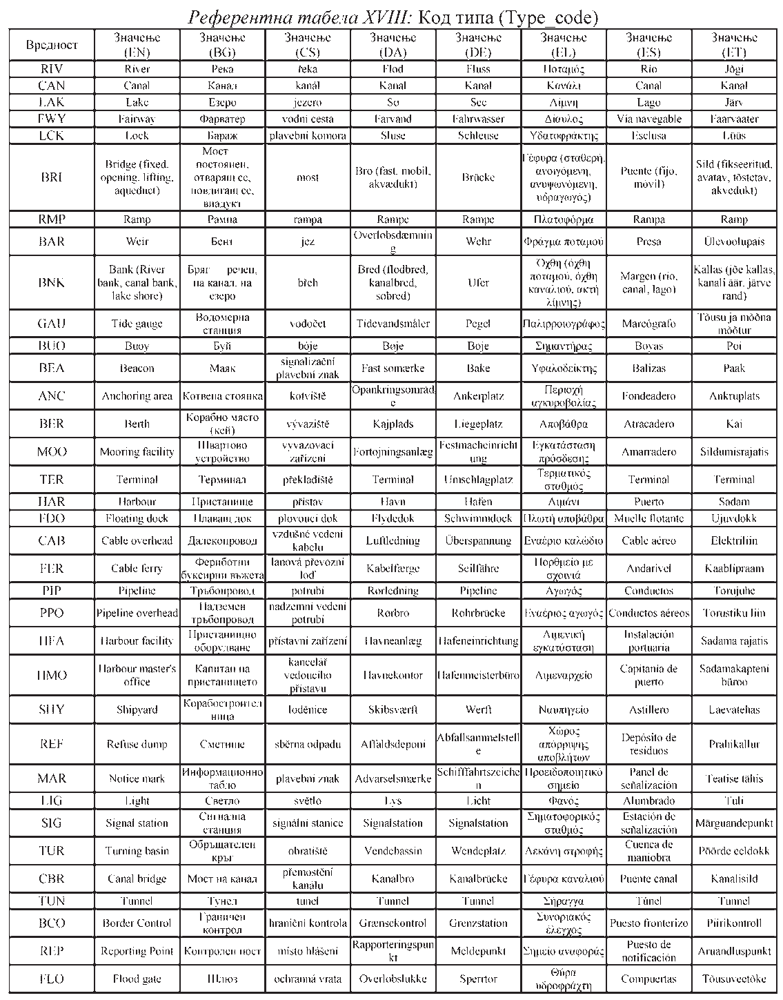 Референтна табела XVIII: Код типа (Type_code)
Вредност | Значење (EN) | Значење (BG) | Значење (CS) | Значење (DA) | Значење (DE) | Значење (EL) | Значење (ES) | Значење (ET)
RIV | River | Река | řeka | Flod | Fluss | Ποταμός | Río | Jõgi
CAN | Canal | Канал | kanál | Kanal | Kanal | Κανάλι | Canal | Kanal
LAK | Lake | Езеро | jezero | Sø | See | Λίμνη | Lago | Järv
FWY | Fairway | Фарватер | vodní cesta | Farvand | Fahrwasser | Δίαυλος | Vía navegable | Faarvaater
LCK | Lock | Бараж | plavební komora | Sluse | Schleuse | Υδατοφράκτης | Esclusa | Lüüs
BRI | Bridge (fixed, opening, lifting, aqueduct) | Мост постоянен, отварящ се, повдигащ се, виадукт | most | Bro (fast, mobil, akvædukt) | Brücke | Γέφυρα (σταθερή, ανοιγόμενη, ανυψωνόμενη, υδραγωγός) | Puente (fijo, móvil) | Sild (fikseeritud, avatav, tõstetav, akvedukt)
RMP | Ramp | Рампа | rampa | Rampe | Rampe | Πλατοφόρμα | Rampa | Ramp
BAR | Weir | Бент | jez | Overløbsdæmning | Wehr | Φράγμα ποταμού | Presa | Ülevoolupais
BNK | Bank (River bank, canal bank, lake shore) | Бряг речен, на канал, на езеро | břeh | Bred (flodbred, kanalbred, søbred) | Ufer | Όχθη (όχθη ποταμού, όχθη καναλιού, ακτή λίμνης) | Margen (río, canal, lago) | Kallas (jõe kallas, kanali äär, järve rand)
GAU | Tide gauge | Водомерна станция | vodočet | Tidevandsmåler | Pegel | Παλιρροιογράφος | Mareógrafo | Tõusu ja mõõna mõõtur
BUO | Buoy | Буй | bóje | Bøje | Boje | Σημαντήρας | Boyas | Poi
BEA | Beacon | Маяк | signalizační plavební znak | Fast sømærke | Bake | Υφαλοδείκτης | Balizas | Paak
ANC | Anchoring area | Котвена стоянка | kotviště | Opankringsområde | Ankerplatz | Περιοχή αγκυροβολίας | Fondeadero | Ankruplats
BER | Berth | Корабно място (кей) | vývaziště | Kajplads | Liegeplatz | Αποβάθρα | Atracadero | Kai
MOO | Mooring facility | Швартово устройство | vyvazovací zařízení | Fortøjningsanlæg | Festmacheinrichtung | Εγκατάσταση πρόσδεσης | Amarradero | Sildumisrajatis
TER | Terminal | Терминал | překladiště | Terminal | Umschlagplatz | Τερματικός σταθμός | Terminal | Terminal
HAR | Harbour | Пристанище | přístav | Havn | Hafen | Λιμάνι | Puerto | Sadam
FDO | Floating dock | Плаващ док | plovoucí dok | Flydedok | Schwimmdock | Πλωτή αποβάθρα | Muelle flotante | Ujuvdokk
CAB | Cable overhead | Далекопровод | vzdušné vedení kabelu | Luftledning | Überspannung | Εναέριο καλώδιο | Cable aéreo | Elektriliin
FER | Cable ferry | Фериботни буксирни въжета | lanová převozní loď | Kabelfærge | Seilfähre | Πορθμείο με σχοινιά | Andarivel | Kaablipraam
PIP | Pipeline | Тръбопровод | potrubí | Rørledning | Pipeline | Αγωγός | Conductos | Torujuhe
PPO | Pipeline overhead | Надземен тръбопровод | nadzemní vedení potrubí | Rørbro | Rohrbrücke | Εναέριος αγωγός | Conductos aéreos | Torustiku liin
HFA | Harbour facility | Пристанищно оборудване | přístavní zařízení | Havneanlæg | Hafeneinrichtung | Λιμενική εγκατάσταση | Instalación portuaria | Sadama rajatis
HMO | Harbour master's office | Капитан на пристанището | kancelář vedoucího přístavu | Havnekontor | Hafenmeisterbüro | Λιμεναρχείο | Capitanía de puerto | Sadamakapteni büroo
SHY | Shipyard | Корабостроителница | loděnice | Skibsværft | Werft | Ναυπηγείο | Astillero | Laevatehas
REF | Refuse dump | Сметище | sběrna odpadu | Affaldsdeponi | Abfallsammelstelle | Χώρος απόρριψης αποβλήτων | Depósito de residuos | Prahikallur
MAR | Notice mark | Информационно табло | plavební znak | Advarselsmærke | Schifffahrtszeichen | Προειδοποιητικό σημείο | Panel de señalización | Teatise tähis
LIG | Light | Светло | světlo | Lys | Licht | Φανός | Alumbrado | Tuli
SIG | Signal station | Сигнална станция | signální stanice | Signalstation | Signalstation | Σηματοφορικός σταθμός | Estación de señalización | Märguandepunkt
TUR | Turning basin | Обръщателен кръг | obratiště | Vendebassin | Wendeplatz | Λεκάνη στροφής | Cuenca de maniobra | Pöörde eeldokk
CBR | Canal bridge | Мост на канал | přemostění kanálu | Kanalbro | Kanalbrücke | Γέφυρα καναλιού | Puente canal | Kanalisild
TUN | Tunnel | Тунел | tunel | Tunnel | Tunnel | Σήραγγα | Túnel | Tunnel
BCO | Border Control | Граничен контрол | hraniční kontrola | Grænsekontrol | Grenzstation | Συνοριακός έλεγχος | Puesto fronterizo | Piirikontroll
REP | Reporting Point | Контролен пост | místo hlášení | Rapporteringspunkt | Meldepunkt | Σημείο αναφοράς | Puesto de notificación | Aruandluspunkt
FLO | Flood gate | Шлюз | ochranná vrata | Overløbslukke | Sperrtor | Θύρα υδροφράχτη | Compuertas | Tõusuveetõke